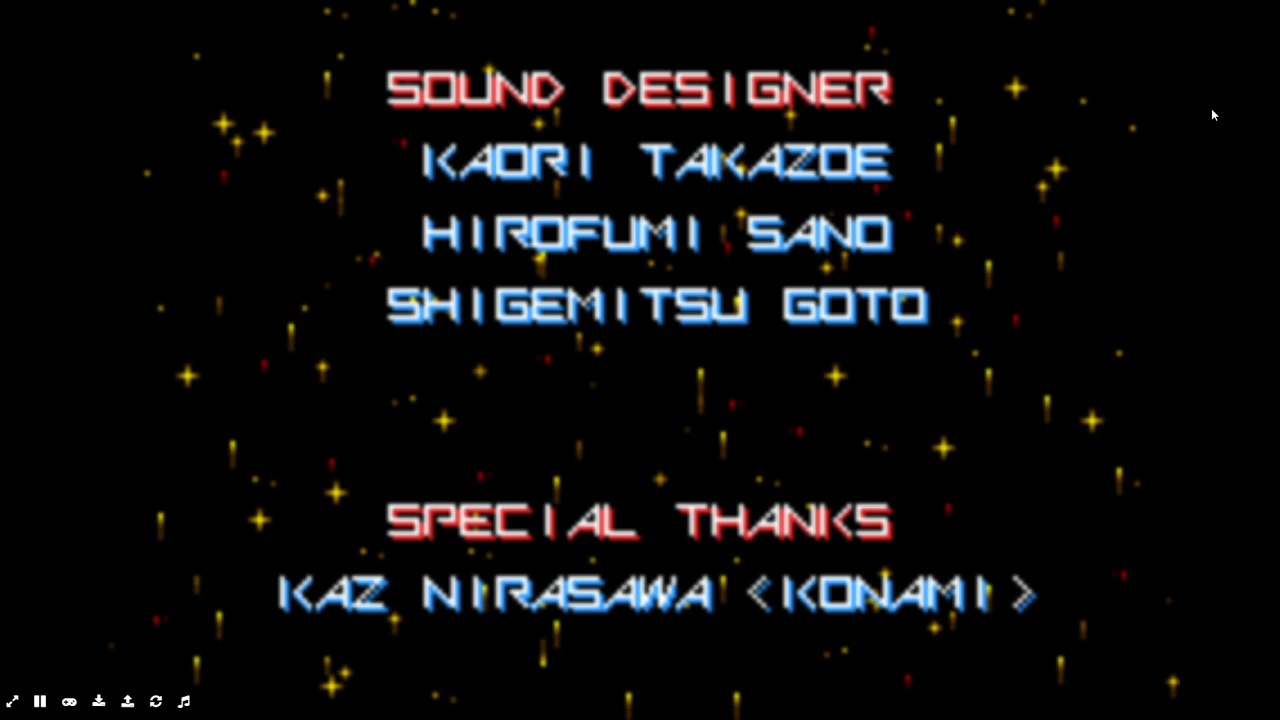 SOUND DESIGNER
KAORI TAKAZOE
HIROFUMI SANO
SHIGEMITSU GOTO
SPECIAL THANKS
KAZ NIRASAWA <KONAMI>